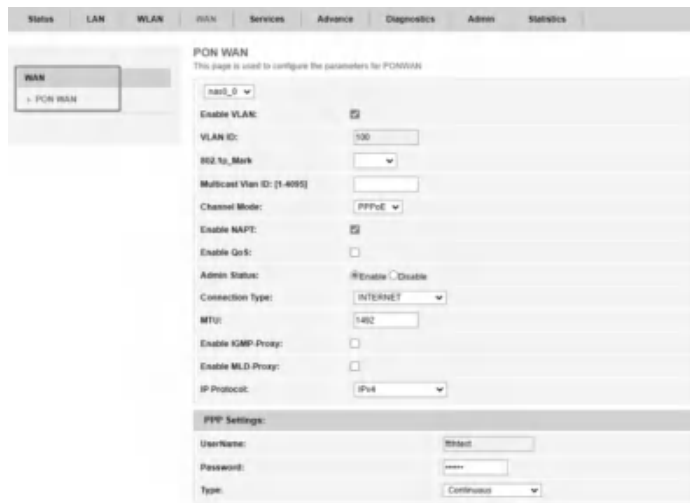 Status LAN WLAN WAN Services Advance Diagnostics Admin Statistics
WAN
PON WAN
PON WAN
This page is used to configure the parameters for PONWAN
nas0_0
Enable VLAN:
VLAN ID: 100
802.1p_Mark
Multicast Vlan ID: [1-4095]
Channel Mode: PPPoE
Enable NAPT:
Enable QoS:
Admin Status: Enable Disable
Connection Type: INTERNET
MTU: 1492
Enable IGMP-Proxy:
Enable MLD-Proxy:
IP Protocol: IPv4
PPP Settings:
UserName:
Password:
Type: Continuous